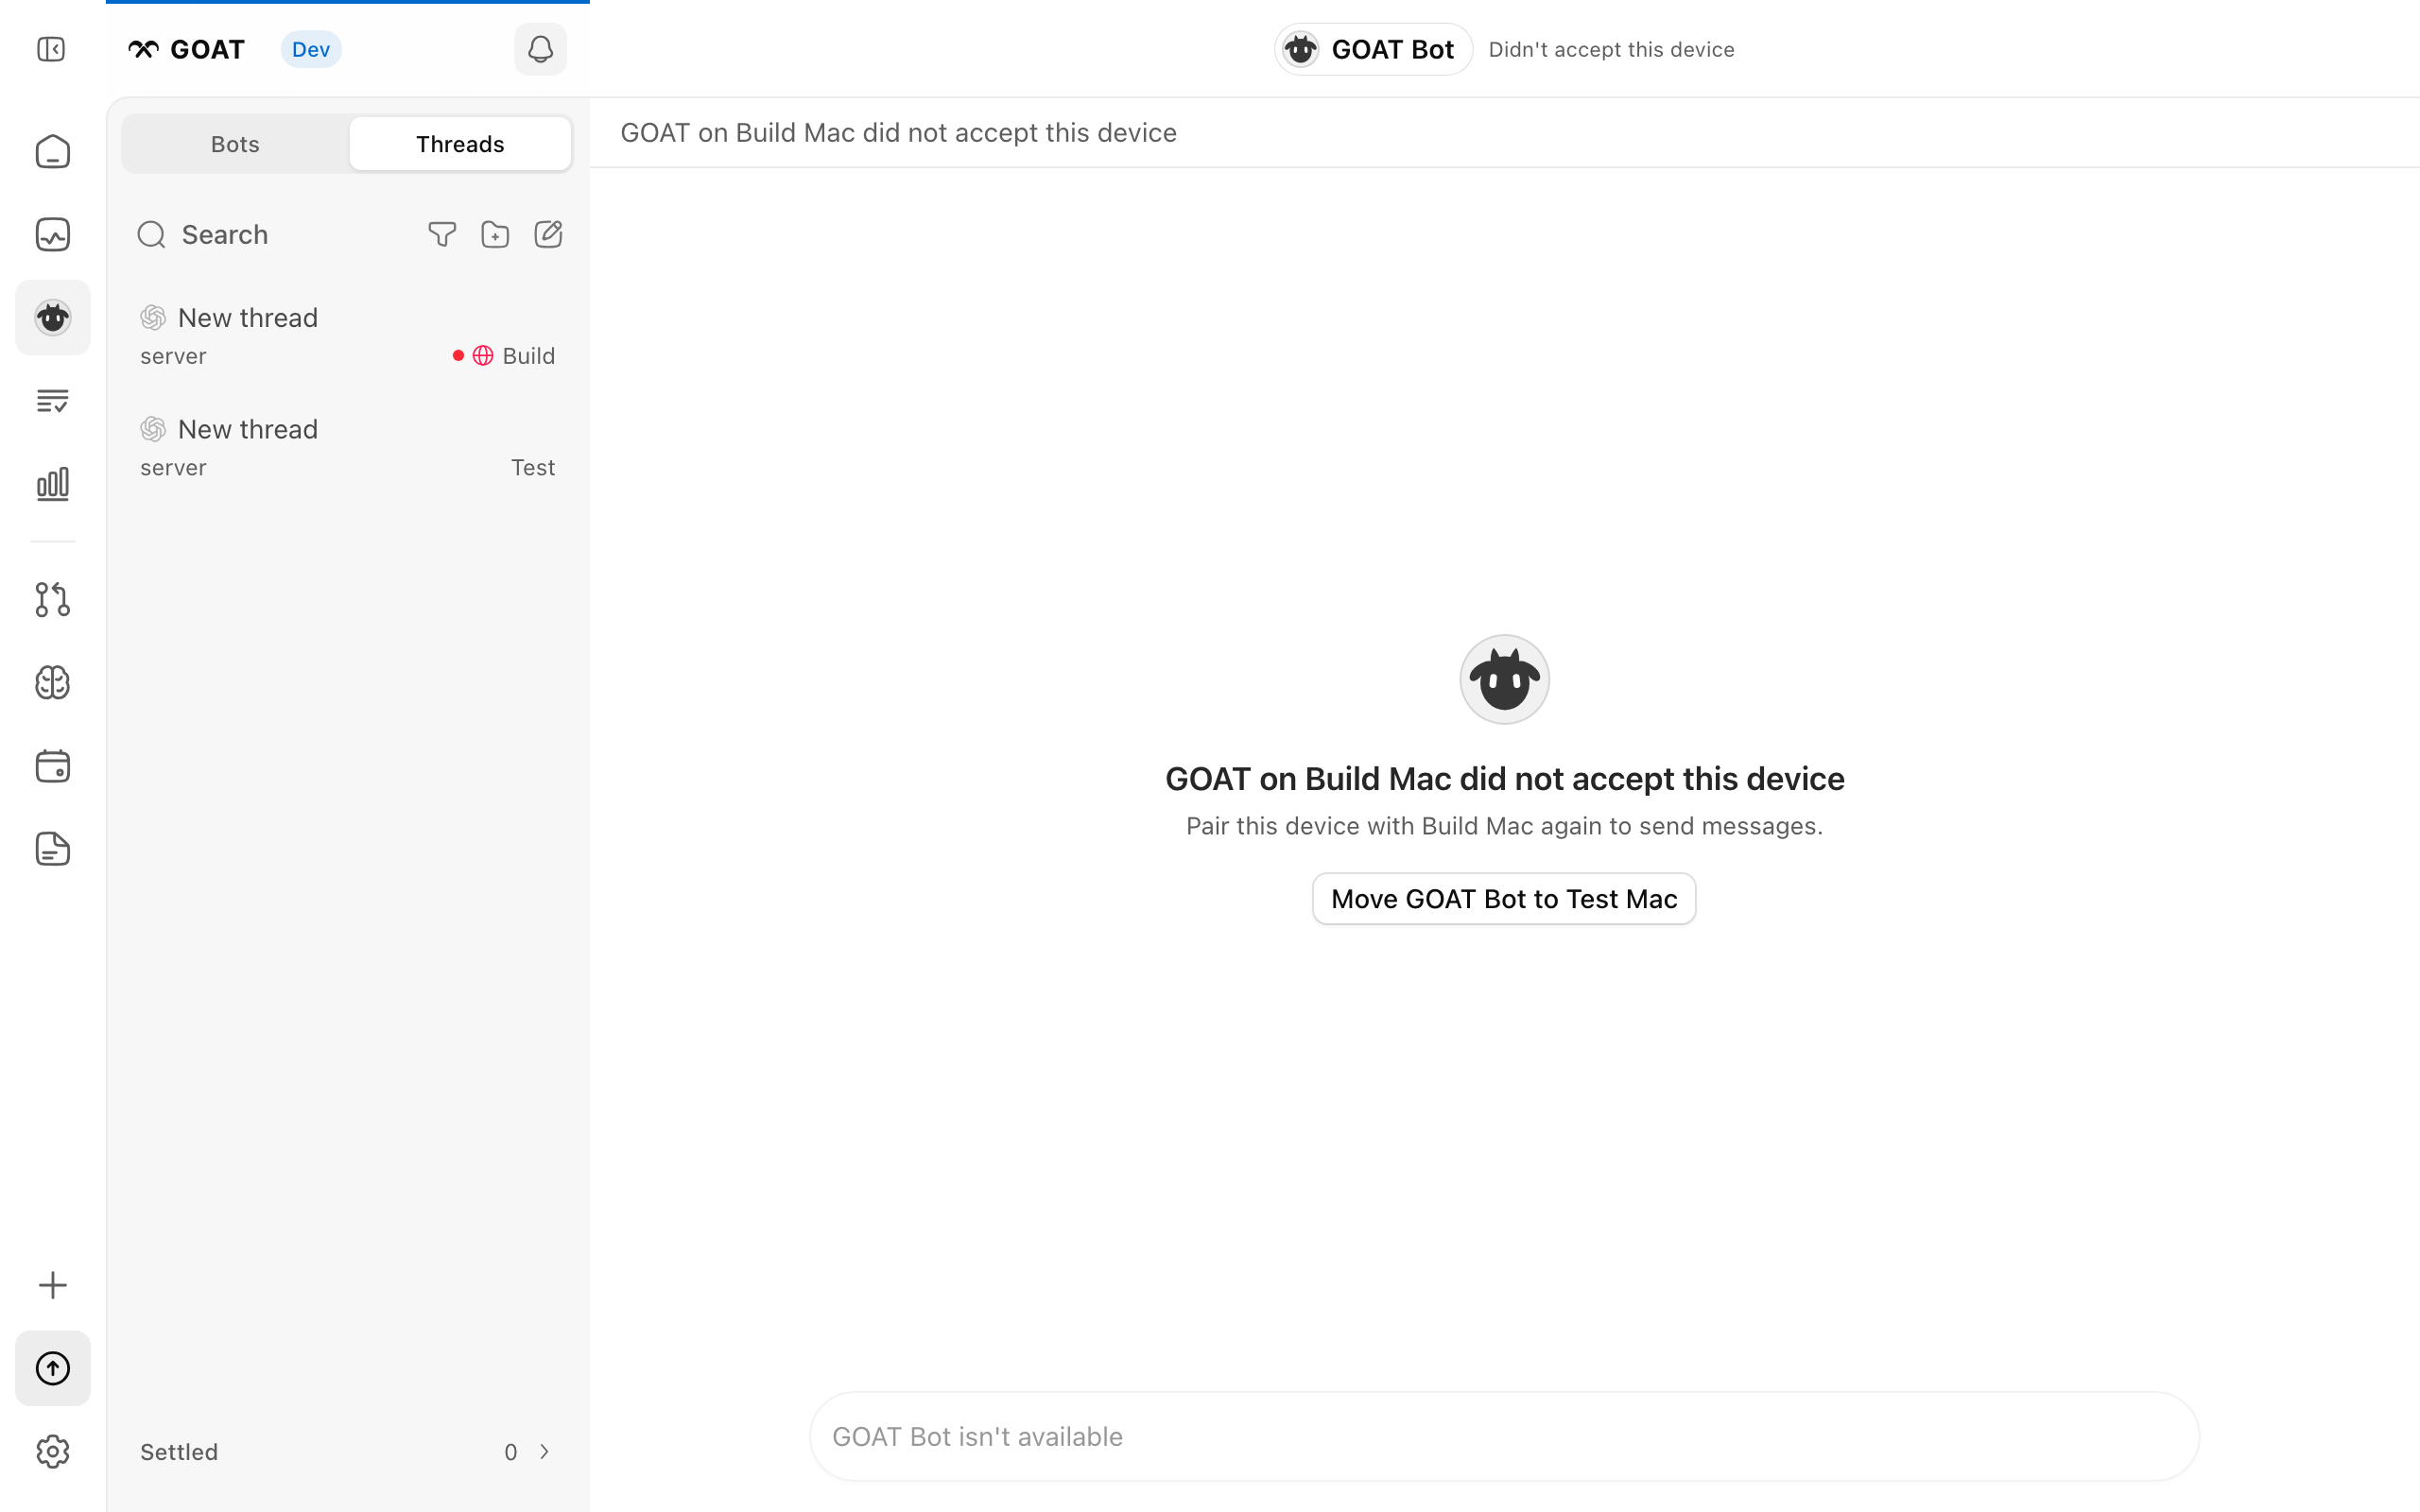 GOAT
Dev
GOAT Bot
Didn't accept this device
Bots
Threads
GOAT on Build Mac did not accept this device
Search
New thread
server
Build
New thread
server
Test
GOAT on Build Mac did not accept this device
Pair this device with Build Mac again to send messages.
Move GOAT Bot to Test Mac
GOAT Bot isn't available
Settled
0